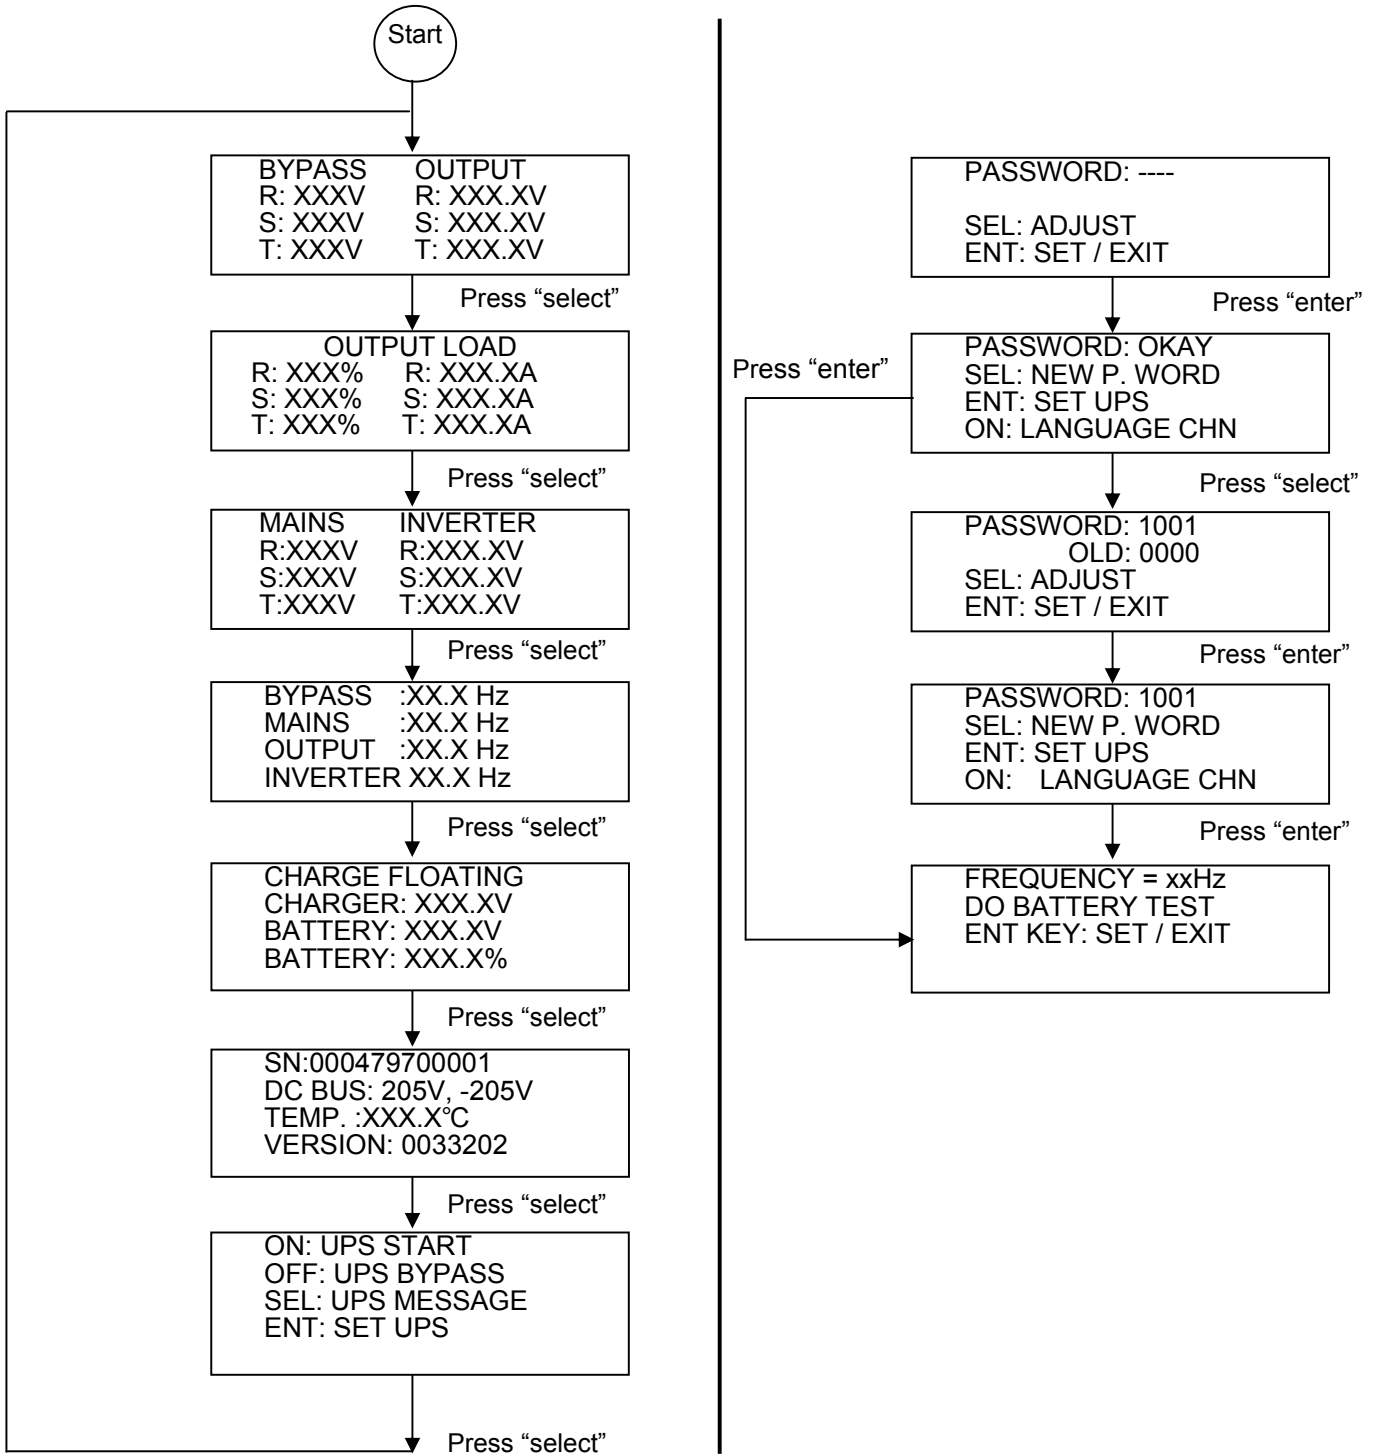 Start
BYPASS OUTPUT
R: XXXV R: XXX.XV
S: XXXV S: XXX.XV
T: XXXV T: XXX.XV
Press “select”
OUTPUT LOAD
R: XXX% R: XXX.XA
S: XXX% S: XXX.XA
T: XXX% T: XXX.XA
Press “select”
MAINS INVERTER
R:XXXV R:XXX.XV
S:XXXV S:XXX.XV
T:XXXV T:XXX.XV
Press “select”
BYPASS :XX.X Hz
MAINS :XX.X Hz
OUTPUT :XX.X Hz
INVERTER XX.X Hz
Press “select”
CHARGE FLOATING
CHARGER: XXX.XV
BATTERY: XXX.XV
BATTERY: XXX.X%
Press “select”
SN:000479700001
DC BUS: 205V, -205V
TEMP. :XXX.X℃
VERSION: 0033202
Press “select”
ON: UPS START
OFF: UPS BYPASS
SEL: UPS MESSAGE
ENT: SET UPS
Press “select”
PASSWORD: ----
SEL: ADJUST
ENT: SET / EXIT
Press “enter”
PASSWORD: OKAY
SEL: NEW P. WORD
ENT: SET UPS
ON: LANGUAGE CHN
Press “enter”
Press “select”
PASSWORD: 1001
OLD: 0000
SEL: ADJUST
ENT: SET / EXIT
Press “enter”
PASSWORD: 1001
SEL: NEW P. WORD
ENT: SET UPS
ON: LANGUAGE CHN
Press “enter”
FREQUENCY = xxHz
DO BATTERY TEST
ENT KEY: SET / EXIT